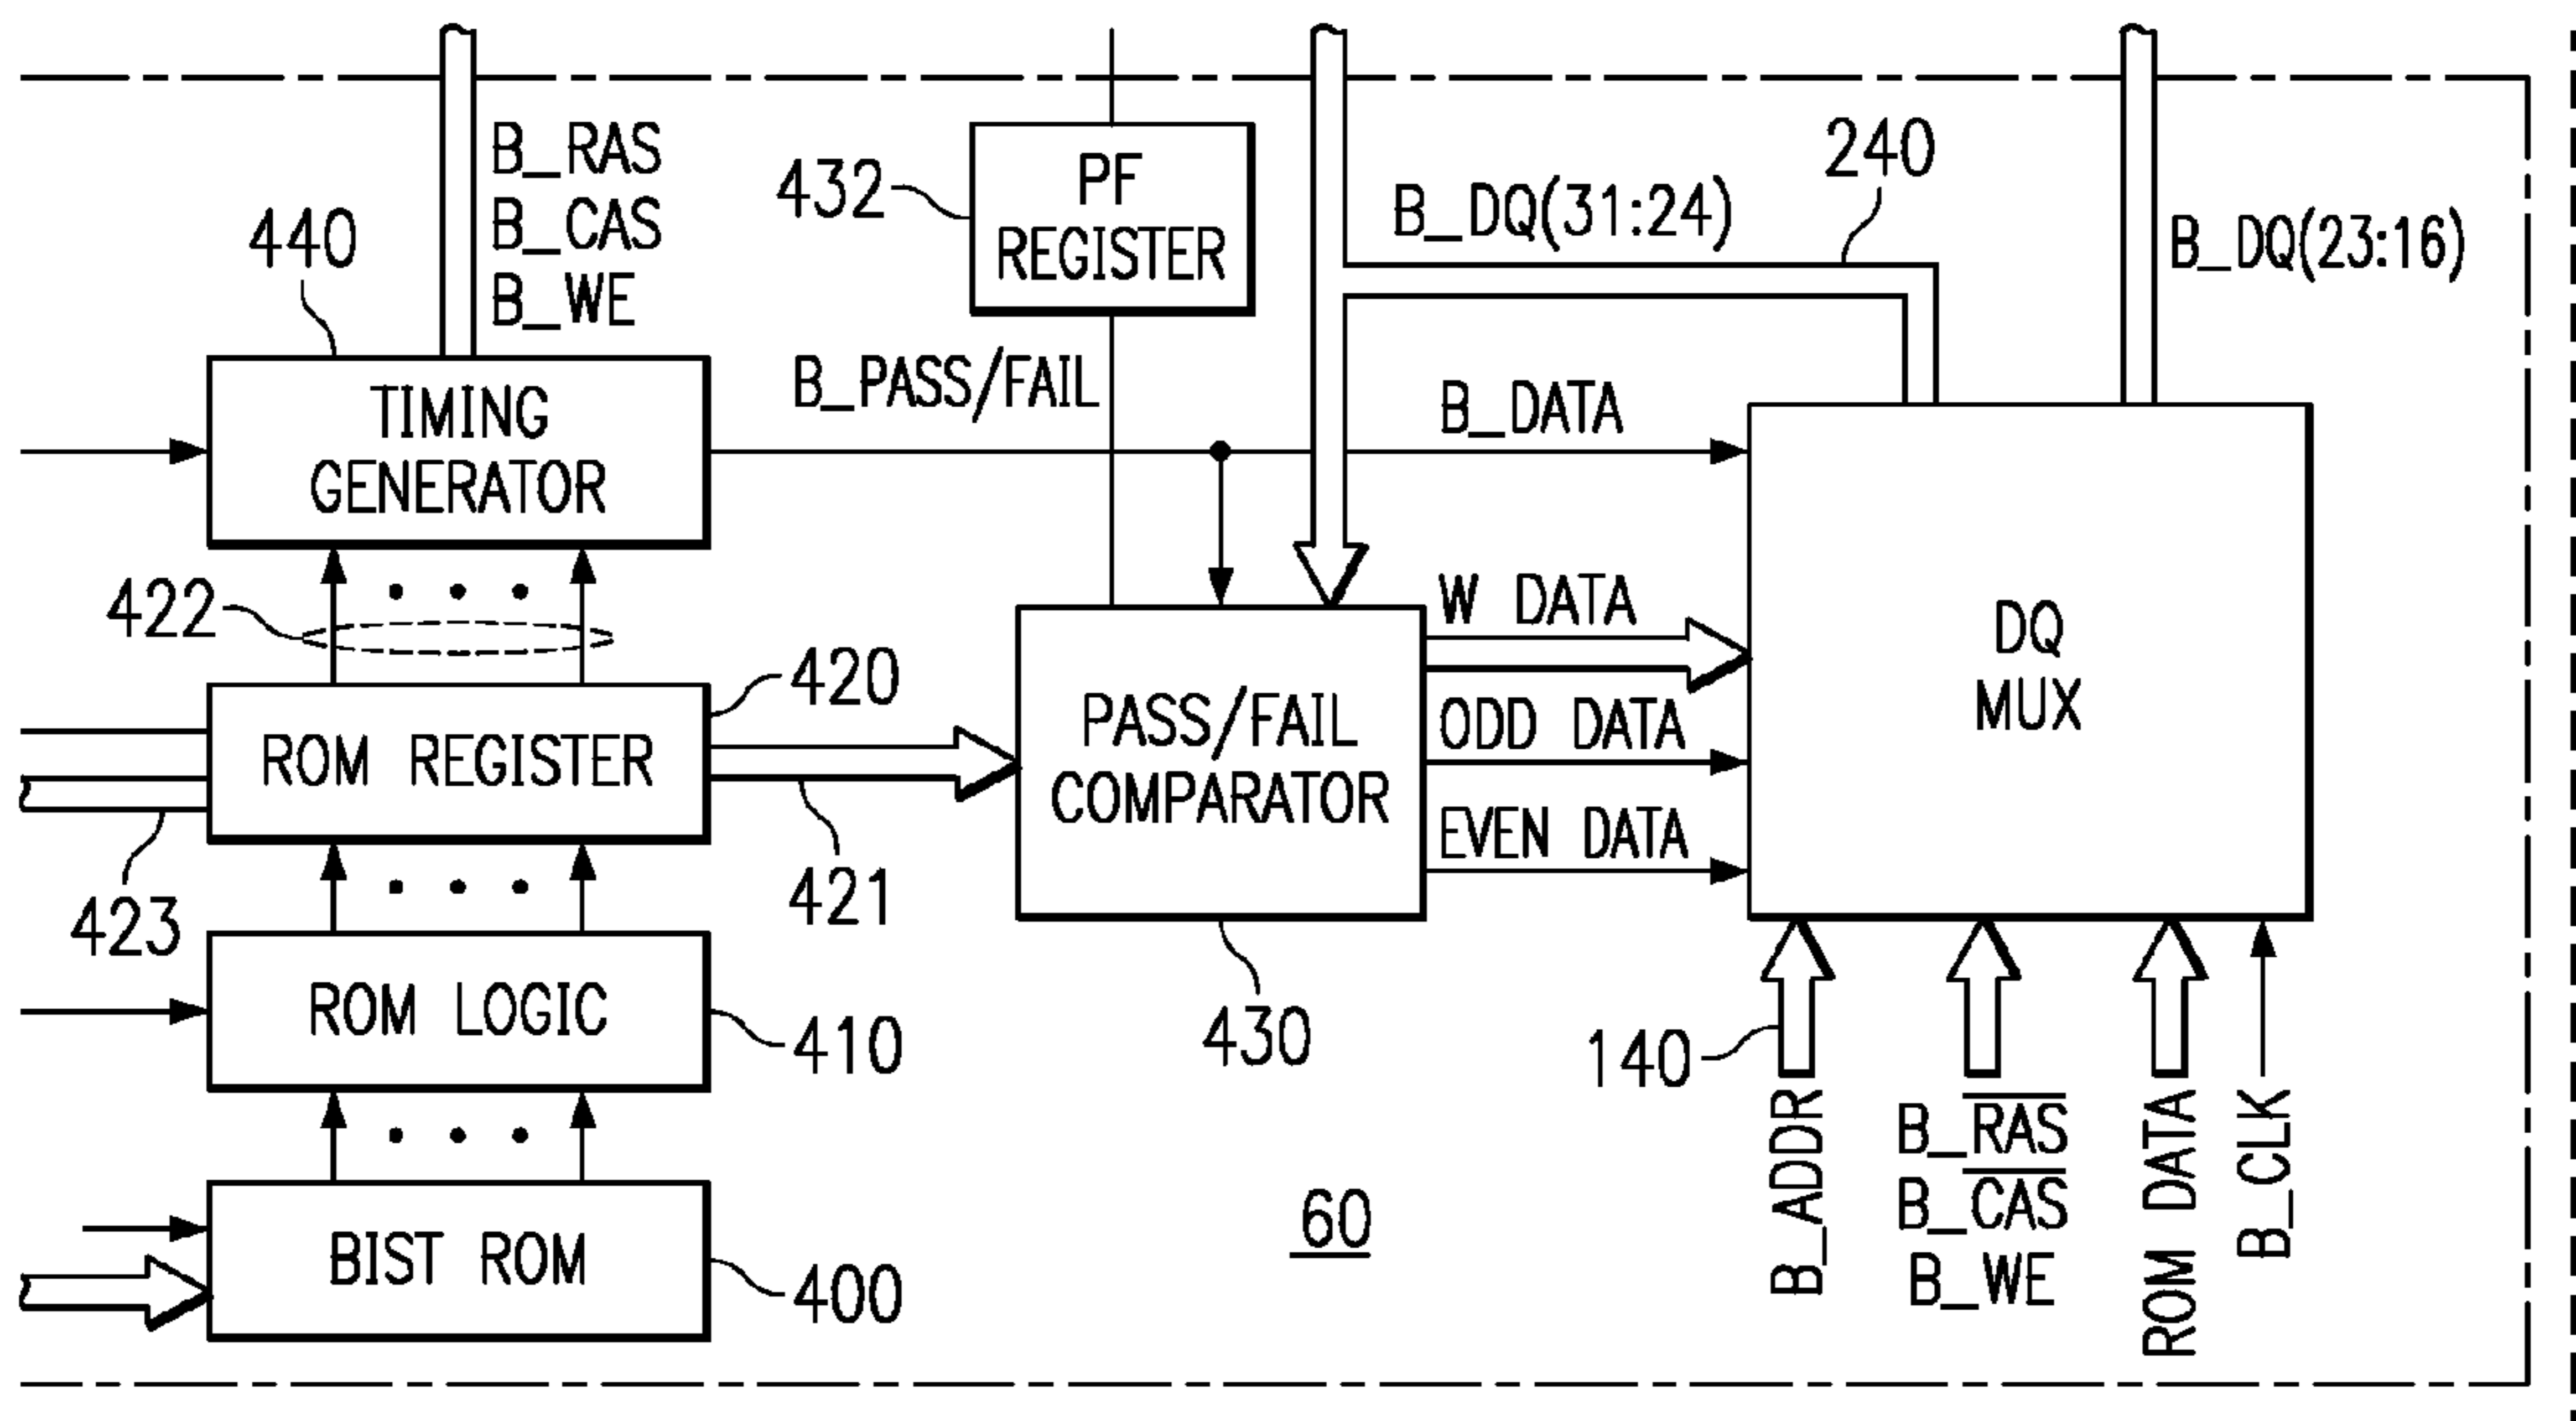 B_RAS
B_CAS
B_WE
440
432
PF
REGISTER
B_DQ(31:24)
240
B_DQ(23:16)
TIMING
GENERATOR
B_PASS/FAIL
B_DATA
422
420
ROM REGISTER
423
421
PASS/FAIL
COMPARATOR
430
W DATA
ODD DATA
EVEN DATA
DQ
MUX
ROM LOGIC
410
BIST ROM
400
60
140
B_ADDR
B_R̅A̅S̅
B_C̅A̅S̅
B_WE
ROM DATA
B_CLK